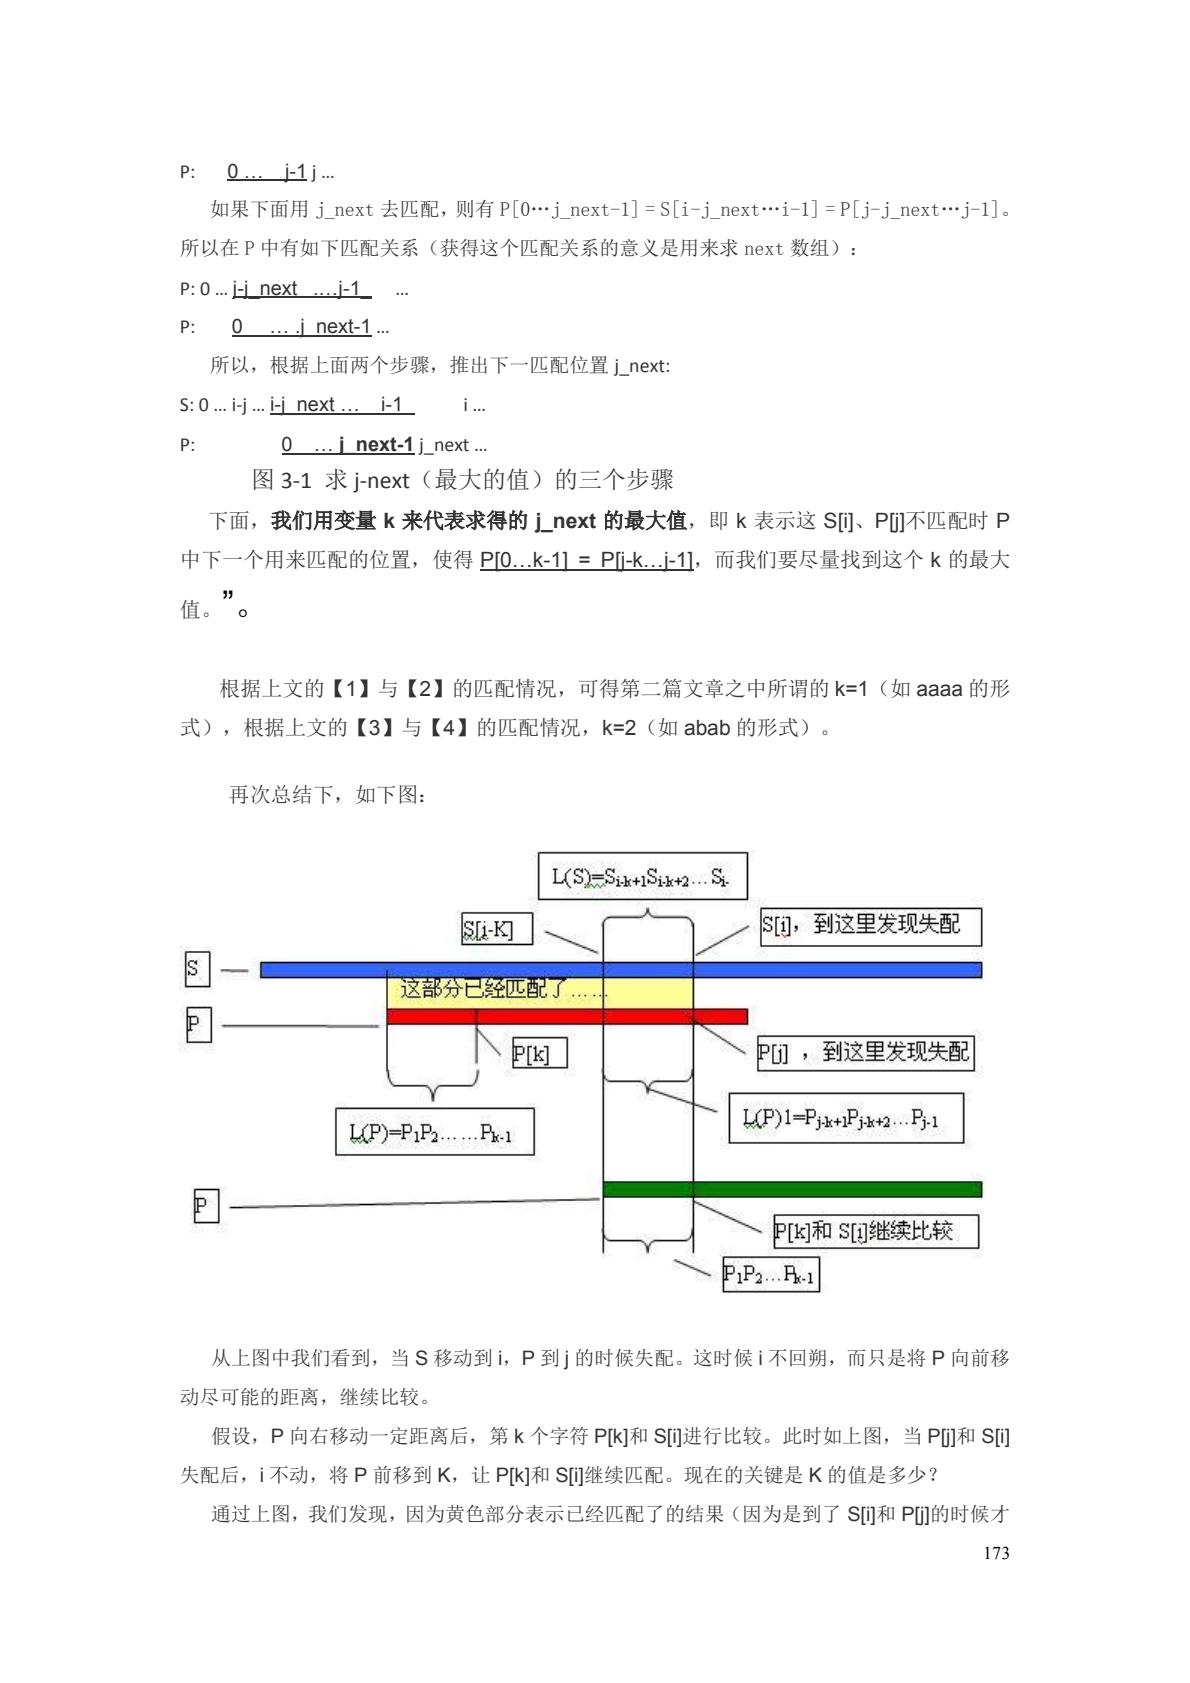 P: 0 … j-1 j …
如果下面用 j_next 去匹配，则有 P[0…j_next-1] = S[i-j_next…i-1] = P[j-j_next…j-1]。
所以在 P 中有如下匹配关系（获得这个匹配关系的意义是用来求 next 数组）：
P: 0 … j-j_next .…j-1_ …
P: 0 … .j_next-1 …
所以，根据上面两个步骤，推出下一匹配位置 j_next:
S: 0 … i-j … i-j_next … i-1_ i …
P: 0 … j_next-1 j_next …
图 3-1 求 j-next（最大的值）的三个步骤
下面，我们用变量 k 来代表求得的 j_next 的最大值，即 k 表示这 S[i]、P[j]不匹配时 P
中下一个用来匹配的位置，使得 P[0…k-1] = P[j-k…j-1]，而我们要尽量找到这个 k 的最大
值。”。
根据上文的【1】与【2】的匹配情况，可得第二篇文章之中所谓的 k=1（如 aaaa 的形
式），根据上文的【3】与【4】的匹配情况，k=2（如 abab 的形式）。
再次总结下，如下图：
L(S)=Si-k+1Si-k+2…Si-
S[i-K]
S[i]，到这里发现失配
S
这部分已经匹配了……
P
P[k]
P[j] ，到这里发现失配
L(P)=P1P2……Pk-1
L(P)1=Pj-k+1Pj-k+2…Pj-1
P
P[k]和 S[i]继续比较
P1P2…Pk-1
从上图中我们看到，当 S 移动到 i，P 到 j 的时候失配。这时候 i 不回朔，而只是将 P 向前移
动尽可能的距离，继续比较。
假设，P 向右移动一定距离后，第 k 个字符 P[k]和 S[i]进行比较。此时如上图，当 P[j]和 S[i]
失配后，i 不动，将 P 前移到 K，让 P[k]和 S[i]继续匹配。现在的关键是 K 的值是多少？
通过上图，我们发现，因为黄色部分表示已经匹配了的结果（因为是到了 S[i]和 P[j]的时候才
173